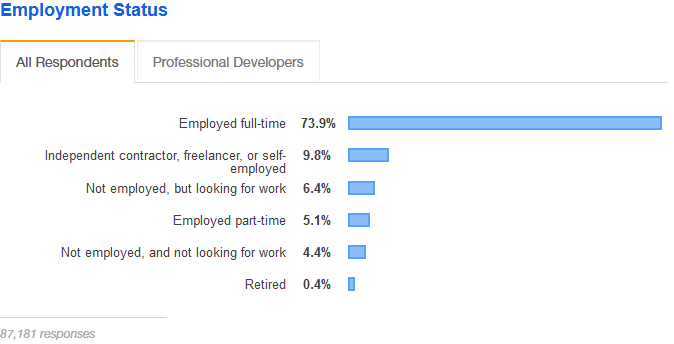 Employment Status
All Respondents
Professional Developers
Employed full-time 73.9%
Independent contractor, freelancer, or self- 9.8%
employed
Not employed, but looking for work 6.4%
Employed part-time 5.1%
Not employed, and not looking for work 4.4%
Retired 0.4%
87,181 responses